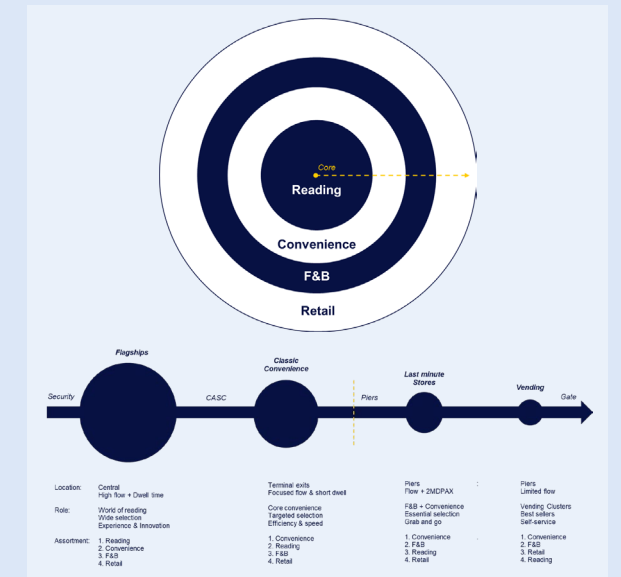 Core
Reading
Convenience
F&B
Retail
Flagships
Classic
Convenience
Last minute
Stores
Vending
Security
CASC
Piers
Gate
Location:
Central
High flow + Dwell time
Role:
World of reading
Wide selection
Experience & Innovation
Assortment:
1. Reading
2. Convenience
3. F&B
4. Retail
Terminal exits
Focused flow & short dwell
Core convenience
Targeted selection
Efficiency & speed
1. Convenience
2. Reading
3. F&B
4. Retail
Piers
Flow + 2MDPAX
F&B + Convenience
Essential selection
Grab and go
1. Convenience
2. F&B
3. Reading
4. Retail
:
.
Piers
Limited flow
Vending Clusters
Best sellers
Self-service
1. Convenience
2. F&B
3. Retail
4. Reading